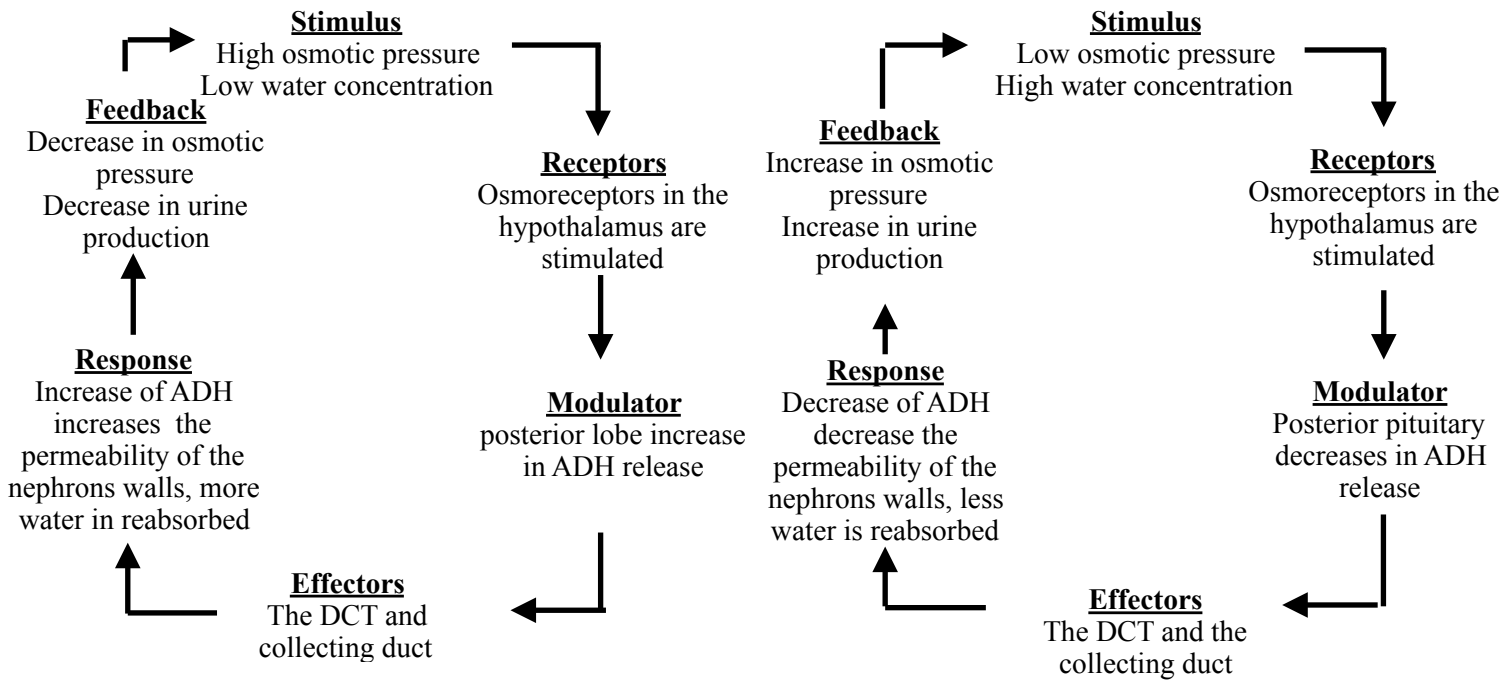 Stimulus
High osmotic pressure
Low water concentration
Receptors
Osmoreceptors in the
hypothalamus are
stimulated
Modulator
posterior lobe increase
in ADH release
Effectors
The DCT and
collecting duct
Response
Increase of ADH
increases the
permeability of the
nephrons walls, more
water in reabsorbed
Feedback
Decrease in osmotic
pressure
Decrease in urine
production
Stimulus
Low osmotic pressure
High water concentration
Receptors
Osmoreceptors in the
hypothalamus are
stimulated
Modulator
Posterior pituitary
decreases in ADH
release
Effectors
The DCT and the
collecting duct
Response
Decrease of ADH
decrease the
permeability of the
nephrons walls, less
water is reabsorbed
Feedback
Increase in osmotic
pressure
Increase in urine
production